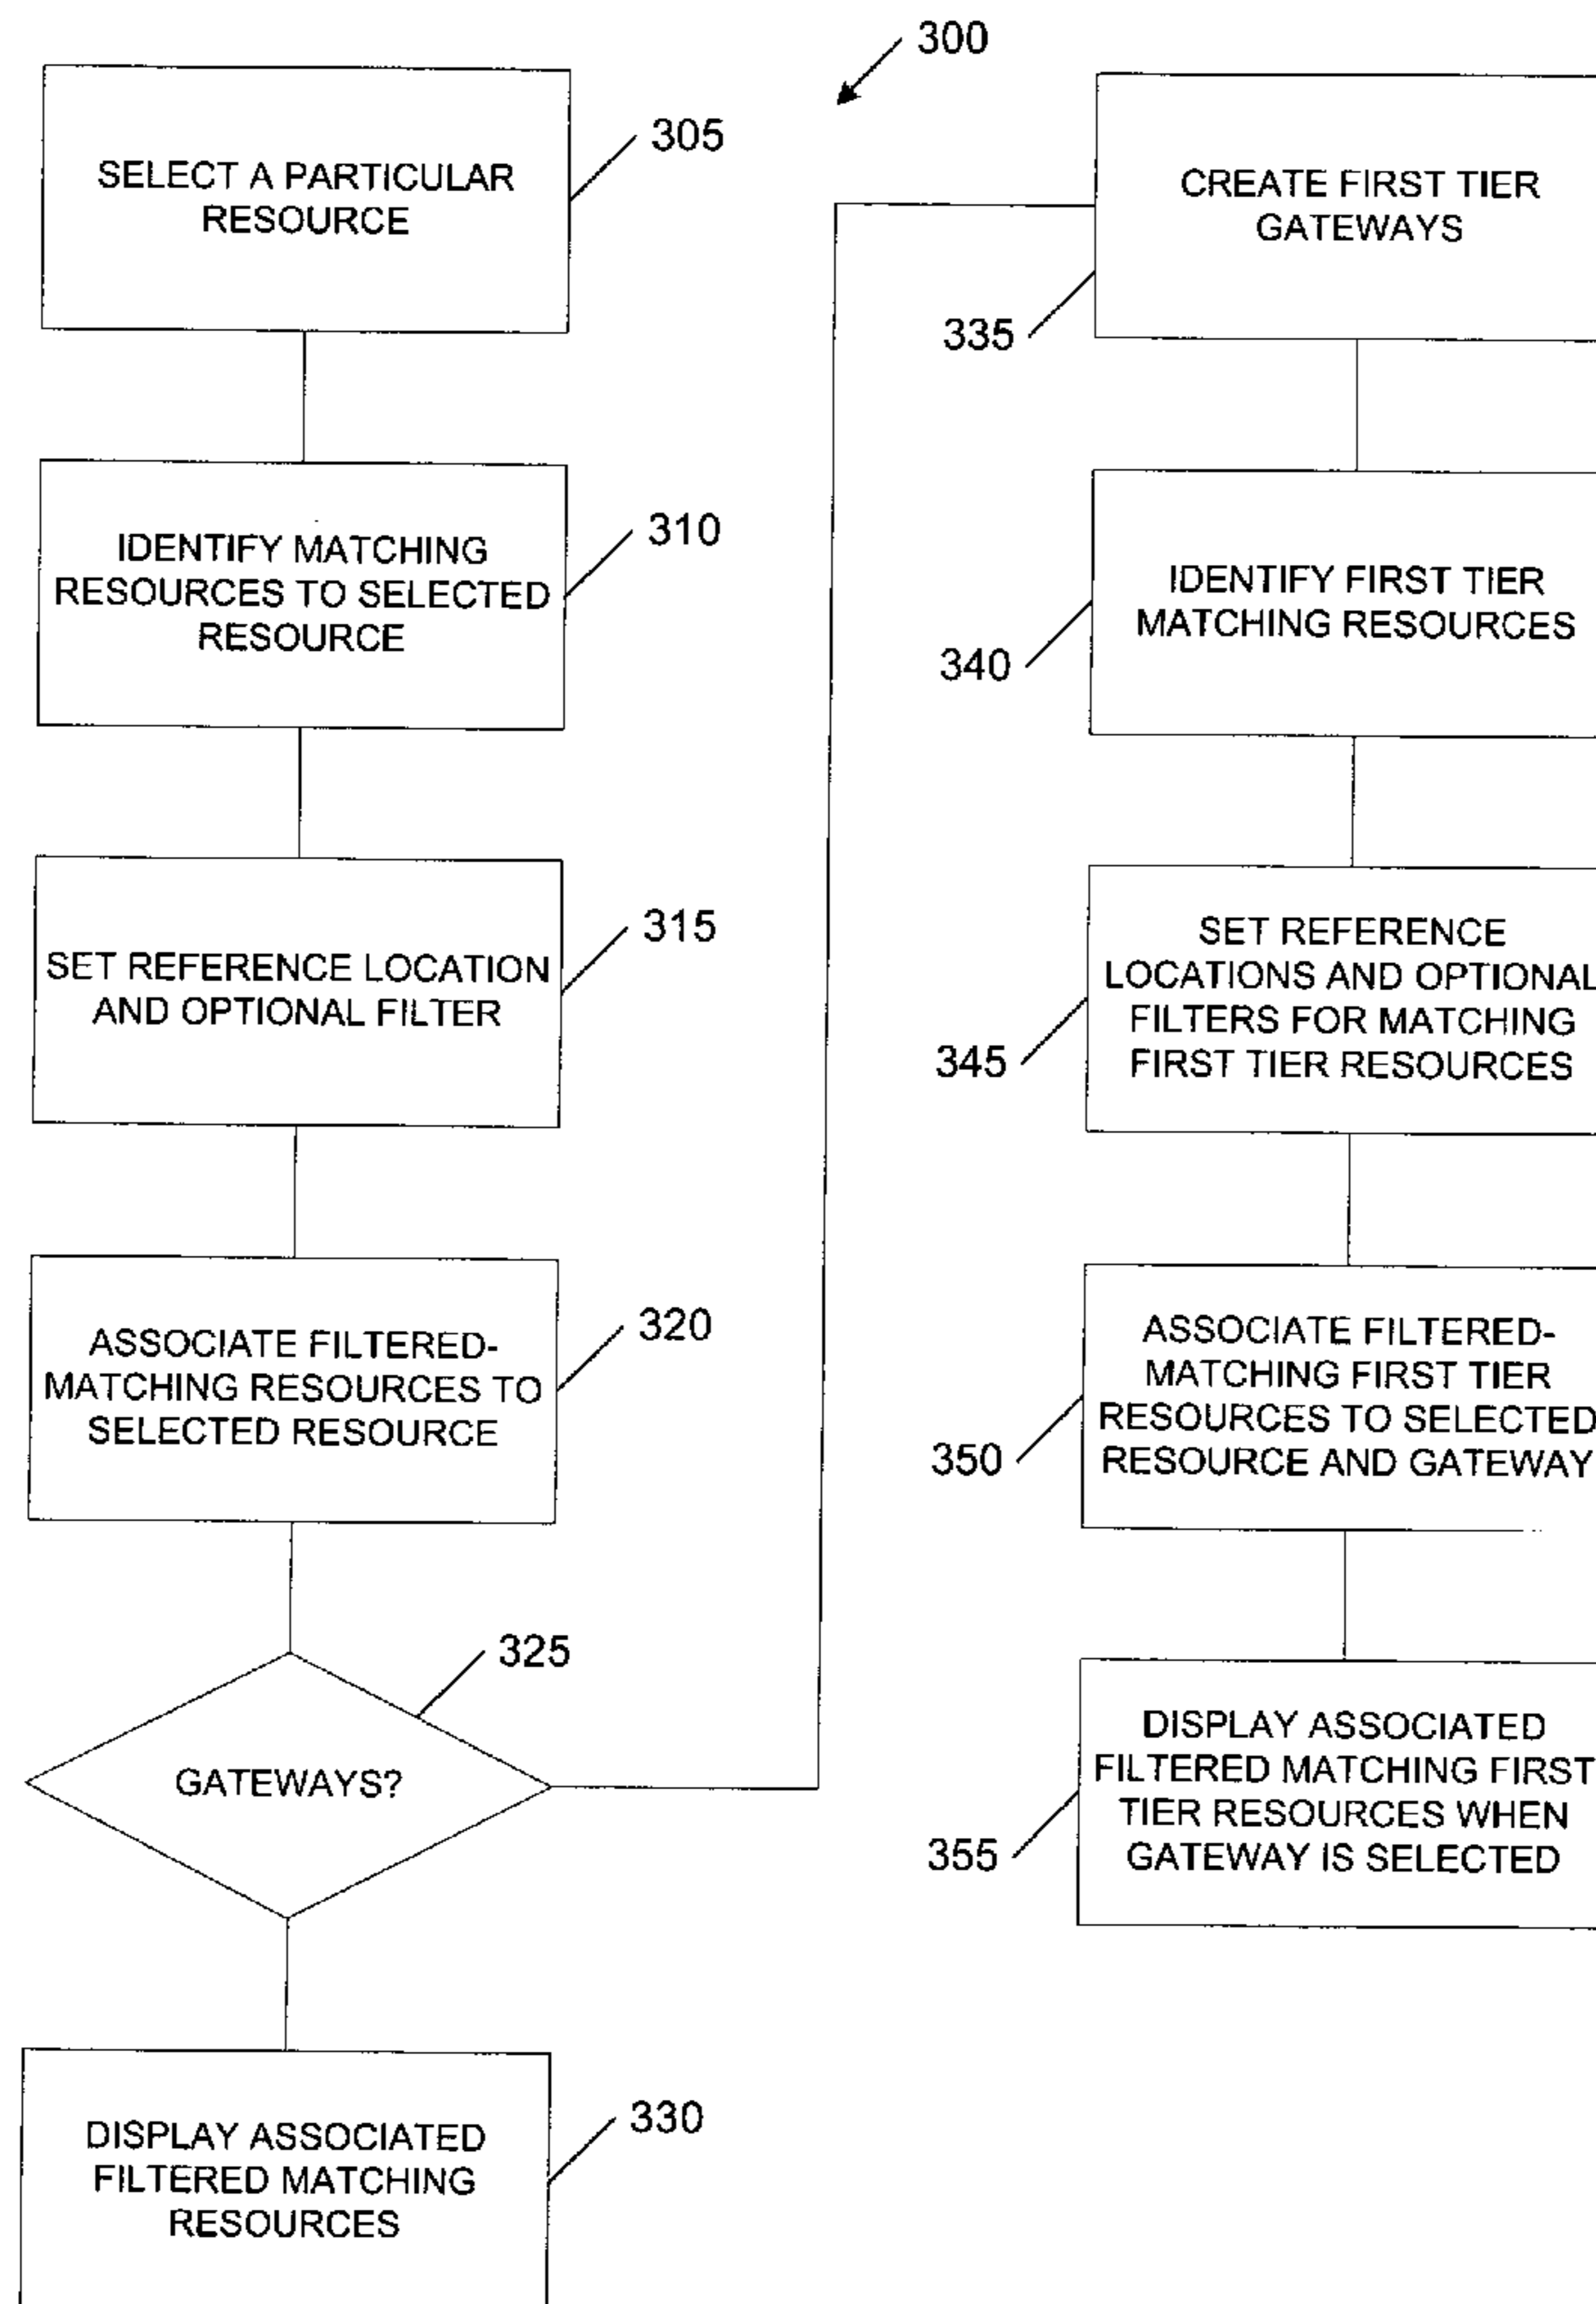 300
SELECT A PARTICULAR
RESOURCE
305
IDENTIFY MATCHING
RESOURCES TO SELECTED
RESOURCE
310
SET REFERENCE LOCATION
AND OPTIONAL FILTER
315
ASSOCIATE FILTERED-
MATCHING RESOURCES TO
SELECTED RESOURCE
320
GATEWAYS?
325
DISPLAY ASSOCIATED
FILTERED MATCHING
RESOURCES
330
CREATE FIRST TIER
GATEWAYS
335
IDENTIFY FIRST TIER
MATCHING RESOURCES
340
SET REFERENCE
LOCATIONS AND OPTIONAL
FILTERS FOR MATCHING
FIRST TIER RESOURCES
345
ASSOCIATE FILTERED-
MATCHING FIRST TIER
RESOURCES TO SELECTED
RESOURCE AND GATEWAY
350
DISPLAY ASSOCIATED
FILTERED MATCHING FIRST
TIER RESOURCES WHEN
GATEWAY IS SELECTED
355